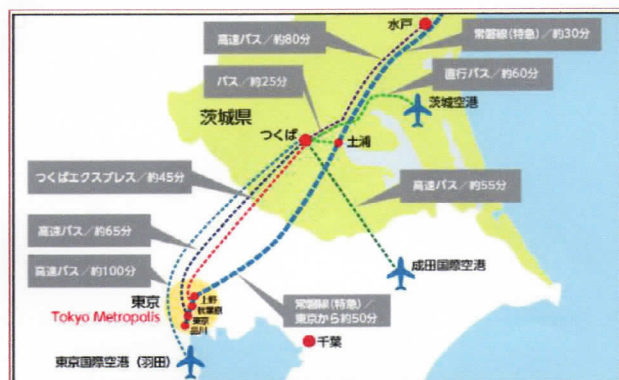 高速バス／約80分
水戸
常磐線(特急)／約30分
バス／約25分
直行バス／約60分
茨城空港
茨城県
つくば
土浦
つくばエクスプレス／約45分
高速バス／約55分
高速バス／約65分
高速バス／約100分
成田国際空港
東京
Tokyo Metropolis
上野
秋葉原
東京
品川
常磐線(特急)／
東京から約50分
千葉
東京国際空港（羽田）